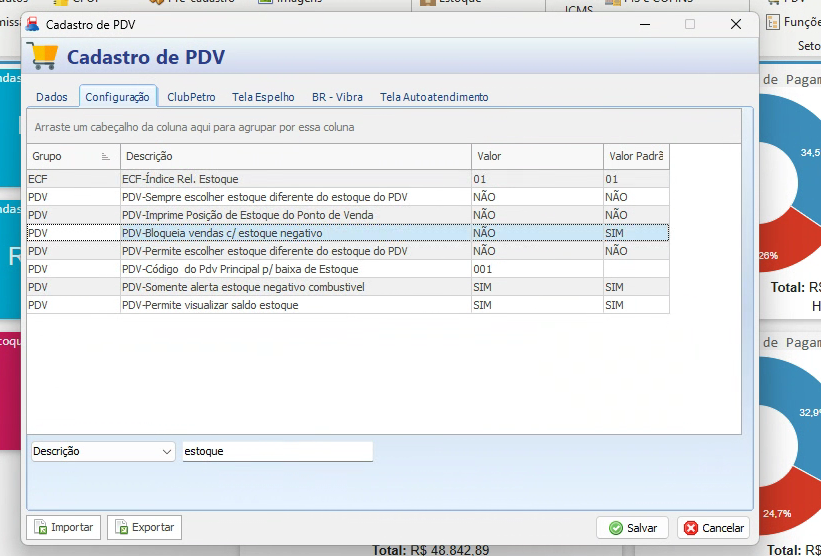 Cadastro de PDV
Cadastro de PDV
Dados Configuração ClubPetro Tela Espelho BR - Vibra Tela Autoatendimento
Arraste um cabeçalho da coluna aqui para agrupar por essa coluna
Grupo Descrição Valor Valor Padrã
ECF ECF-Índice Rel. Estoque 01 01
PDV PDV-Sempre escolher estoque diferente do estoque do PDV NÃO NÃO
PDV PDV-Imprime Posição de Estoque do Ponto de Venda NÃO NÃO
PDV PDV-Bloqueia vendas c/ estoque negativo NÃO SIM
PDV PDV-Permite escolher estoque diferente do estoque do PDV NÃO NÃO
PDV PDV-Código do Pdv Principal p/ baixa de Estoque 001
PDV PDV-Somente alerta estoque negativo combustivel SIM SIM
PDV PDV-Permite visualizar saldo estoque SIM SIM
Descrição estoque
Importar Exportar Salvar Cancelar
ICMS
Funçõe
Seto
de Pagam
34,5
26%
Total: R$
H
de Pagam
32,9%
24,7%
Total: R$ 48.842,89
Total: R$